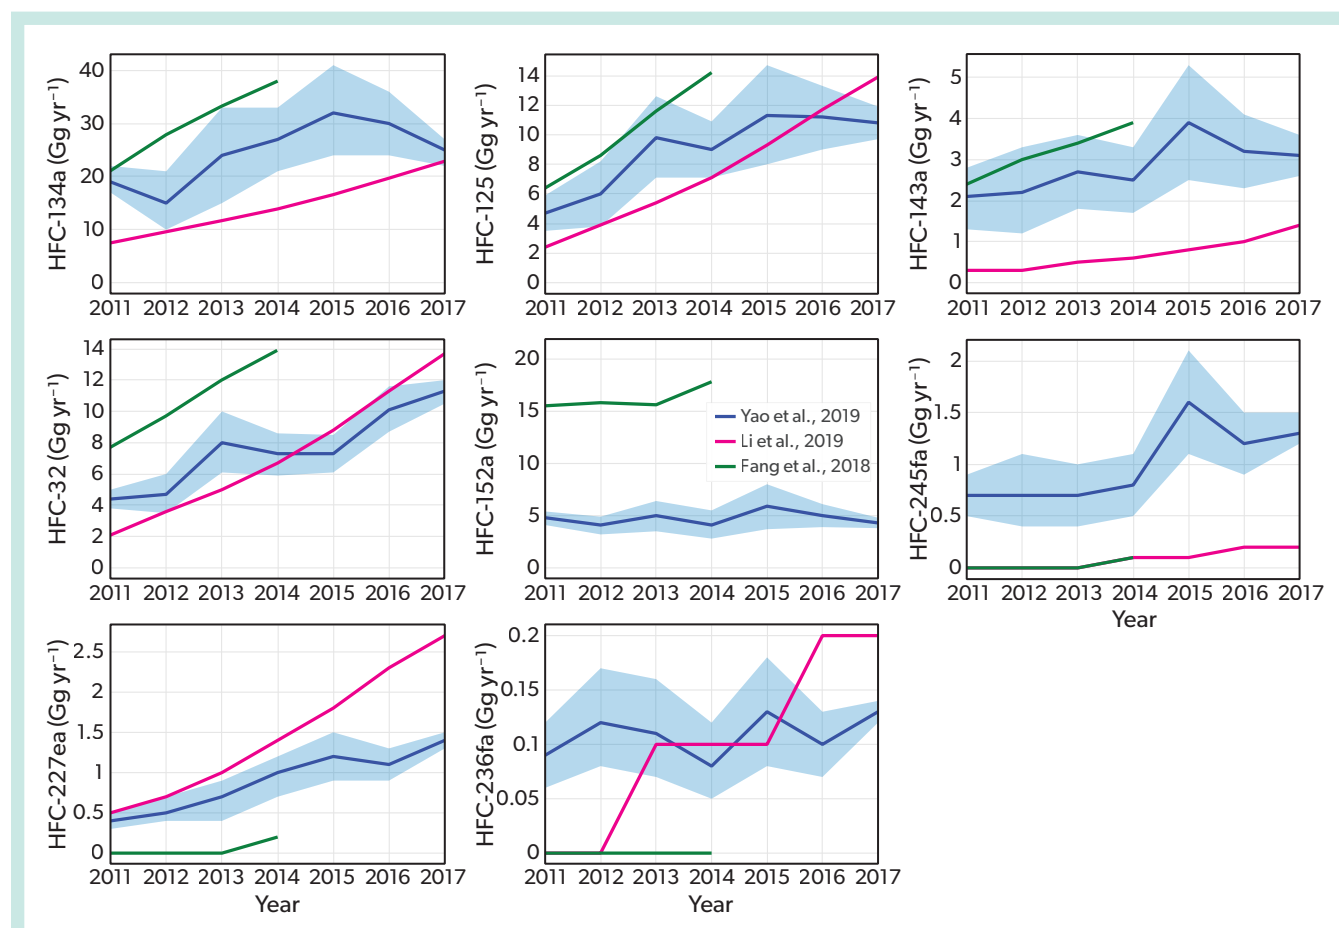 HFC-134a (Gg yr⁻¹)
40
30
20
10
0
2011 2012 2013 2014 2015 2016 2017
HFC-125 (Gg yr⁻¹)
14
12
10
8
6
4
2
0
2011 2012 2013 2014 2015 2016 2017
HFC-143a (Gg yr⁻¹)
5
4
3
2
1
0
2011 2012 2013 2014 2015 2016 2017
HFC-32 (Gg yr⁻¹)
14
12
10
8
6
4
2
0
2011 2012 2013 2014 2015 2016 2017
HFC-152a (Gg yr⁻¹)
20
15
10
5
0
Yao et al., 2019
Li et al., 2019
Fang et al., 2018
2011 2012 2013 2014 2015 2016 2017
HFC-245fa (Gg yr⁻¹)
2
1.5
1
0.5
0
2011 2012 2013 2014 2015 2016 2017
Year
HFC-227ea (Gg yr⁻¹)
2.5
2
1.5
1
0.5
0
2011 2012 2013 2014 2015 2016 2017
Year
HFC-236fa (Gg yr⁻¹)
0.2
0.15
0.1
0.05
0
2011 2012 2013 2014 2015 2016 2017
Year